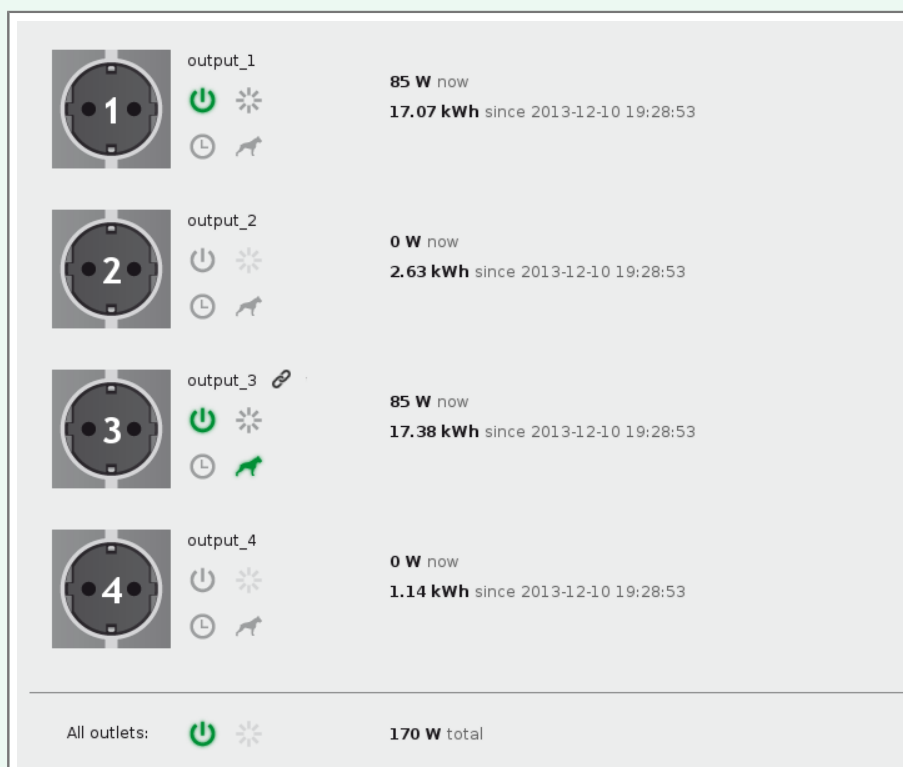 output_1
1
85 W now
17.07 kWh since 2013-12-10 19:28:53
output_2
2
0 W now
2.63 kWh since 2013-12-10 19:28:53
output_3
3
85 W now
17.38 kWh since 2013-12-10 19:28:53
output_4
4
0 W now
1.14 kWh since 2013-12-10 19:28:53
All outlets: 170 W total